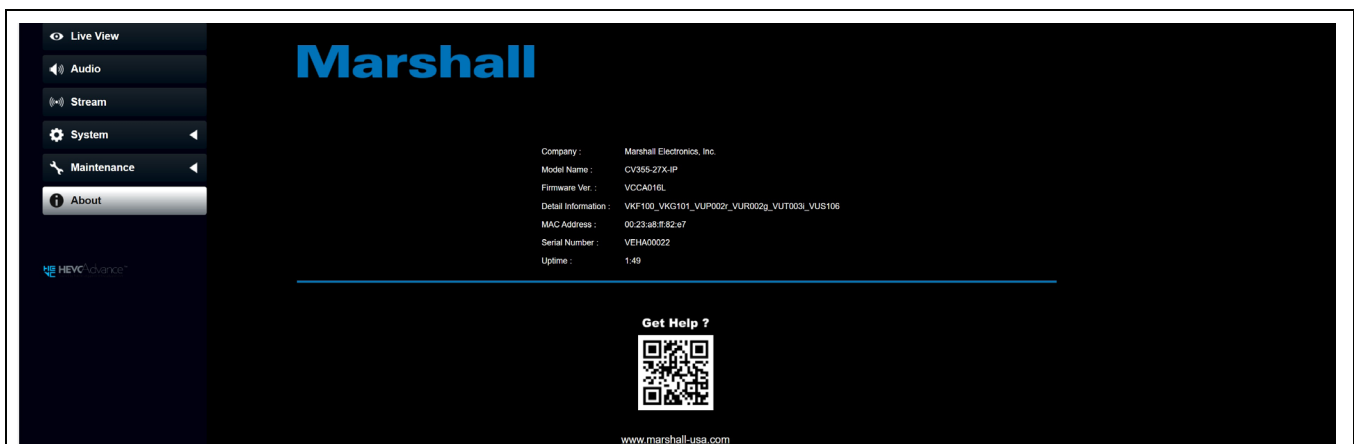 Live View
Audio
Stream
System
Maintenance
About
HEVC Advance™
Marshall
Company : Marshall Electronics, Inc.
Model Name : CV355-27X-IP
Firmware Ver. : VCCA016L
Detail Information : VKF100_VKG101_VUP002r_VUR002g_VUT003i_VUS106
MAC Address : 00:23:a8:ff:82:e7
Serial Number : VEHA00022
Uptime : 1:49
Get Help ?
www.marshall-usa.com